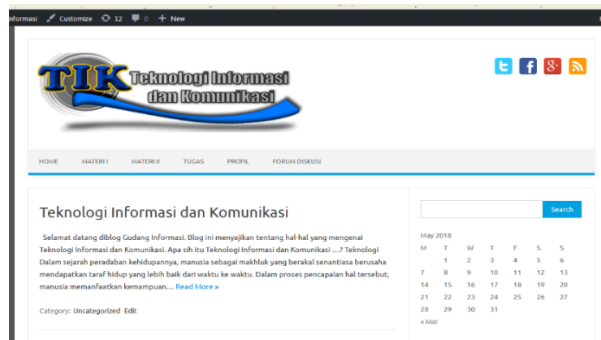 nformasi Customize 12 0 + New
TIK Teknologi Informasi
dan Komunikasi
HOME MATERI I MATERI II TUGAS PROFIL FORUM DISKUSI
Teknologi Informasi dan Komunikasi
Selamat datang diblog Gudang Informasi. Blog ini menyajikan tentang hal-hal yang mengenai
Teknologi Informasi dan Komunikasi. Apa sih itu Teknologi Informasi dan Komunikasi ....? Teknologi
Dalam sejarah peradaban kehidupannya, manusia sebagai makhluk yang berakal senantiasa berusaha
mendapatkan taraf hidup yang lebih baik dari waktu ke waktu. Dalam proses pencapaian hal tersebut,
manusia memanfaatkan kemampuan... Read More »
Category: Uncategorized Edit
Search
May 2018
M T W T F S S
1 2 3 4 5 6
7 8 9 10 11 12 13
14 15 16 17 18 19 20
21 22 23 24 25 26 27
28 29 30 31
« Mar